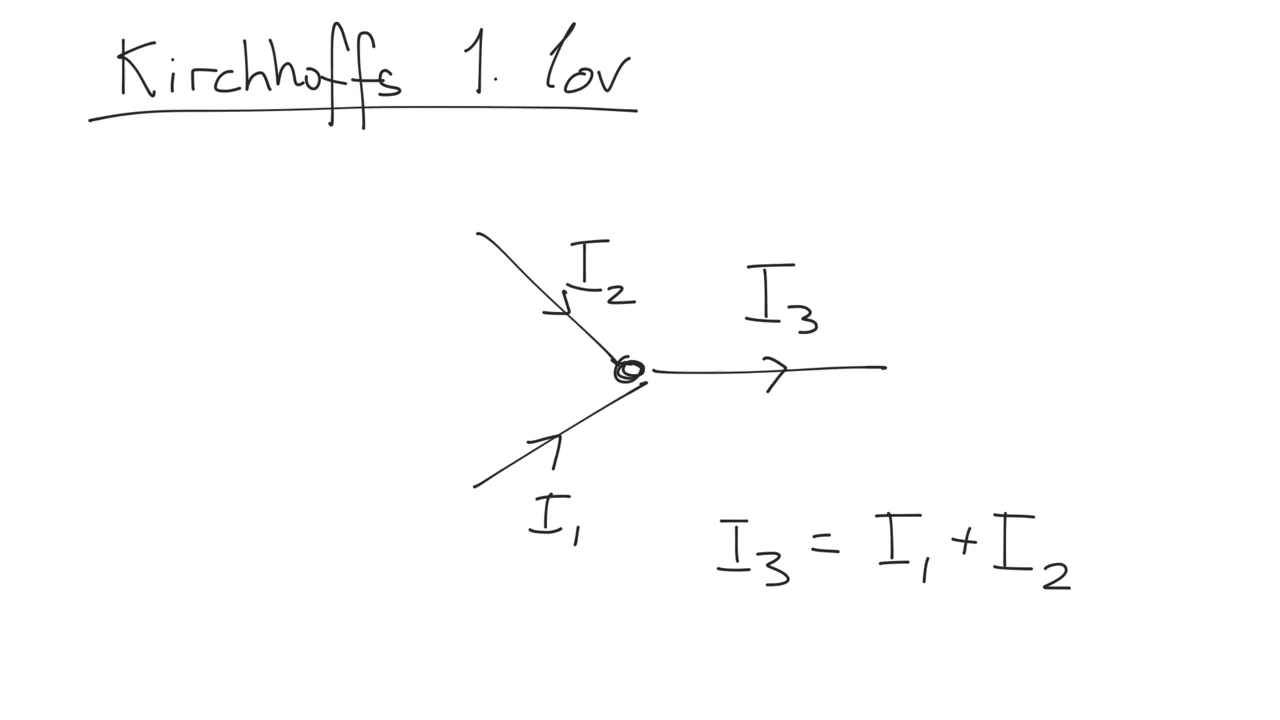 Kirchhoffs 1. lov
I₂
I₃
I₁
I₃ = I₁ + I₂